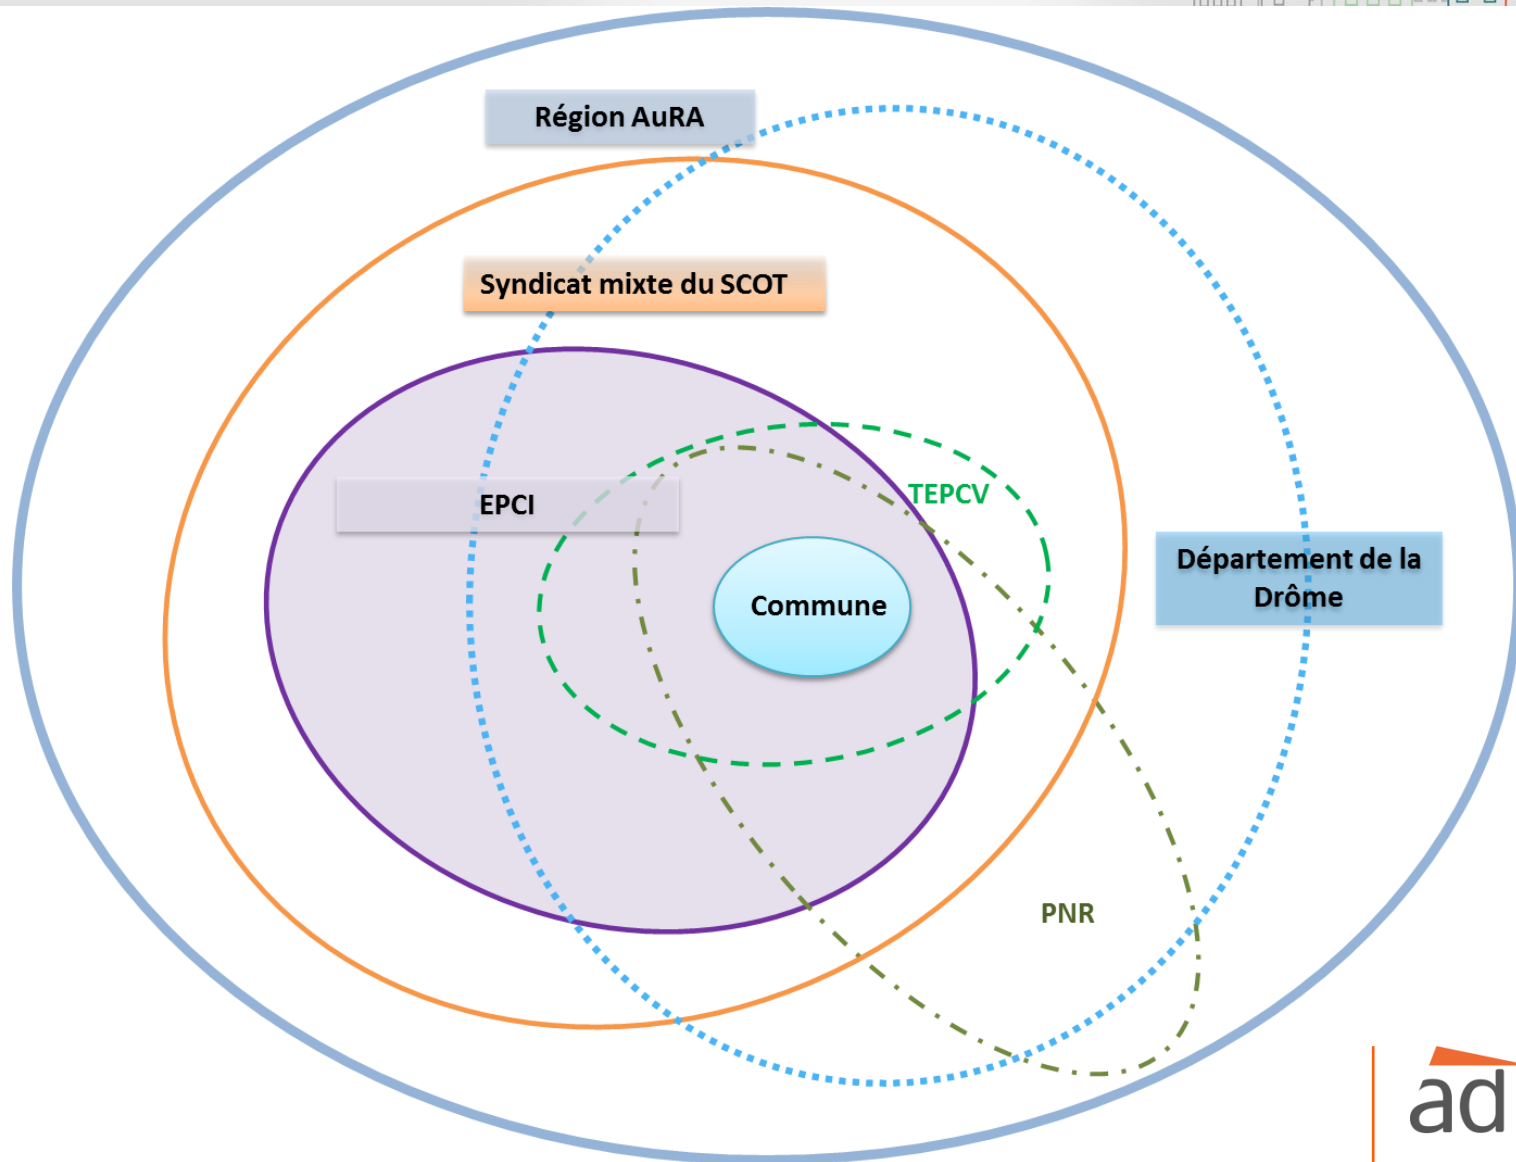 Région AuRA
Syndicat mixte du SCOT
TEPCV
EPCI
Département de la
Drôme
Commune
PNR
ad